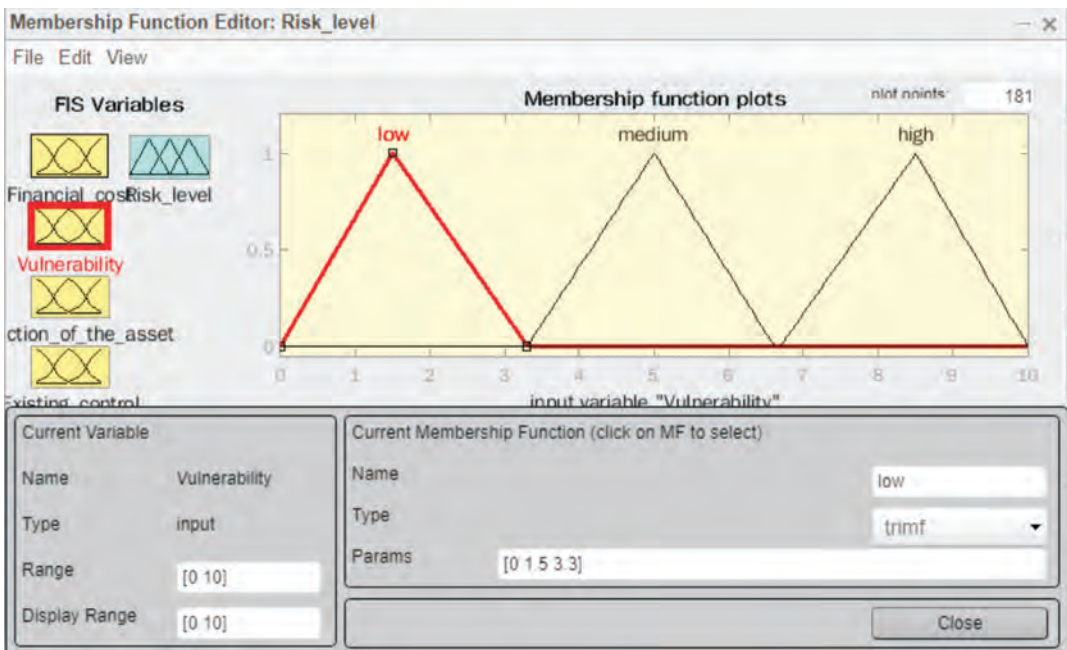 Membership Function Editor: Risk_level
File Edit View
FIS Variables
Membership function plots
plot points:
181
low
medium
high
Financial_cost
Risk_level
Vulnerability
ction_of_the_asset
Existing_control
1
0.5
0
0 1 2 3 4 5 6 7 8 9 10
input variable "Vulnerability"
Current Variable
Name Vulnerability
Type input
Range [0 10]
Display Range [0 10]
Current Membership Function (click on MF to select)
Name low
Type trimf
Params [0 1.5 3.3]
Close